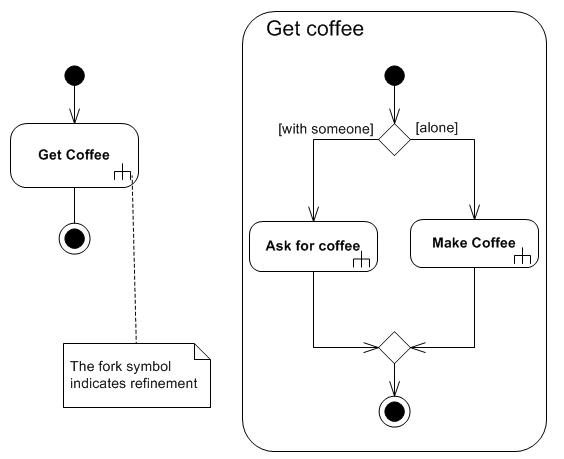 Get Coffee
The fork symbol
indicates refinement
Get coffee
[with someone]
[alone]
Ask for coffee
Make Coffee